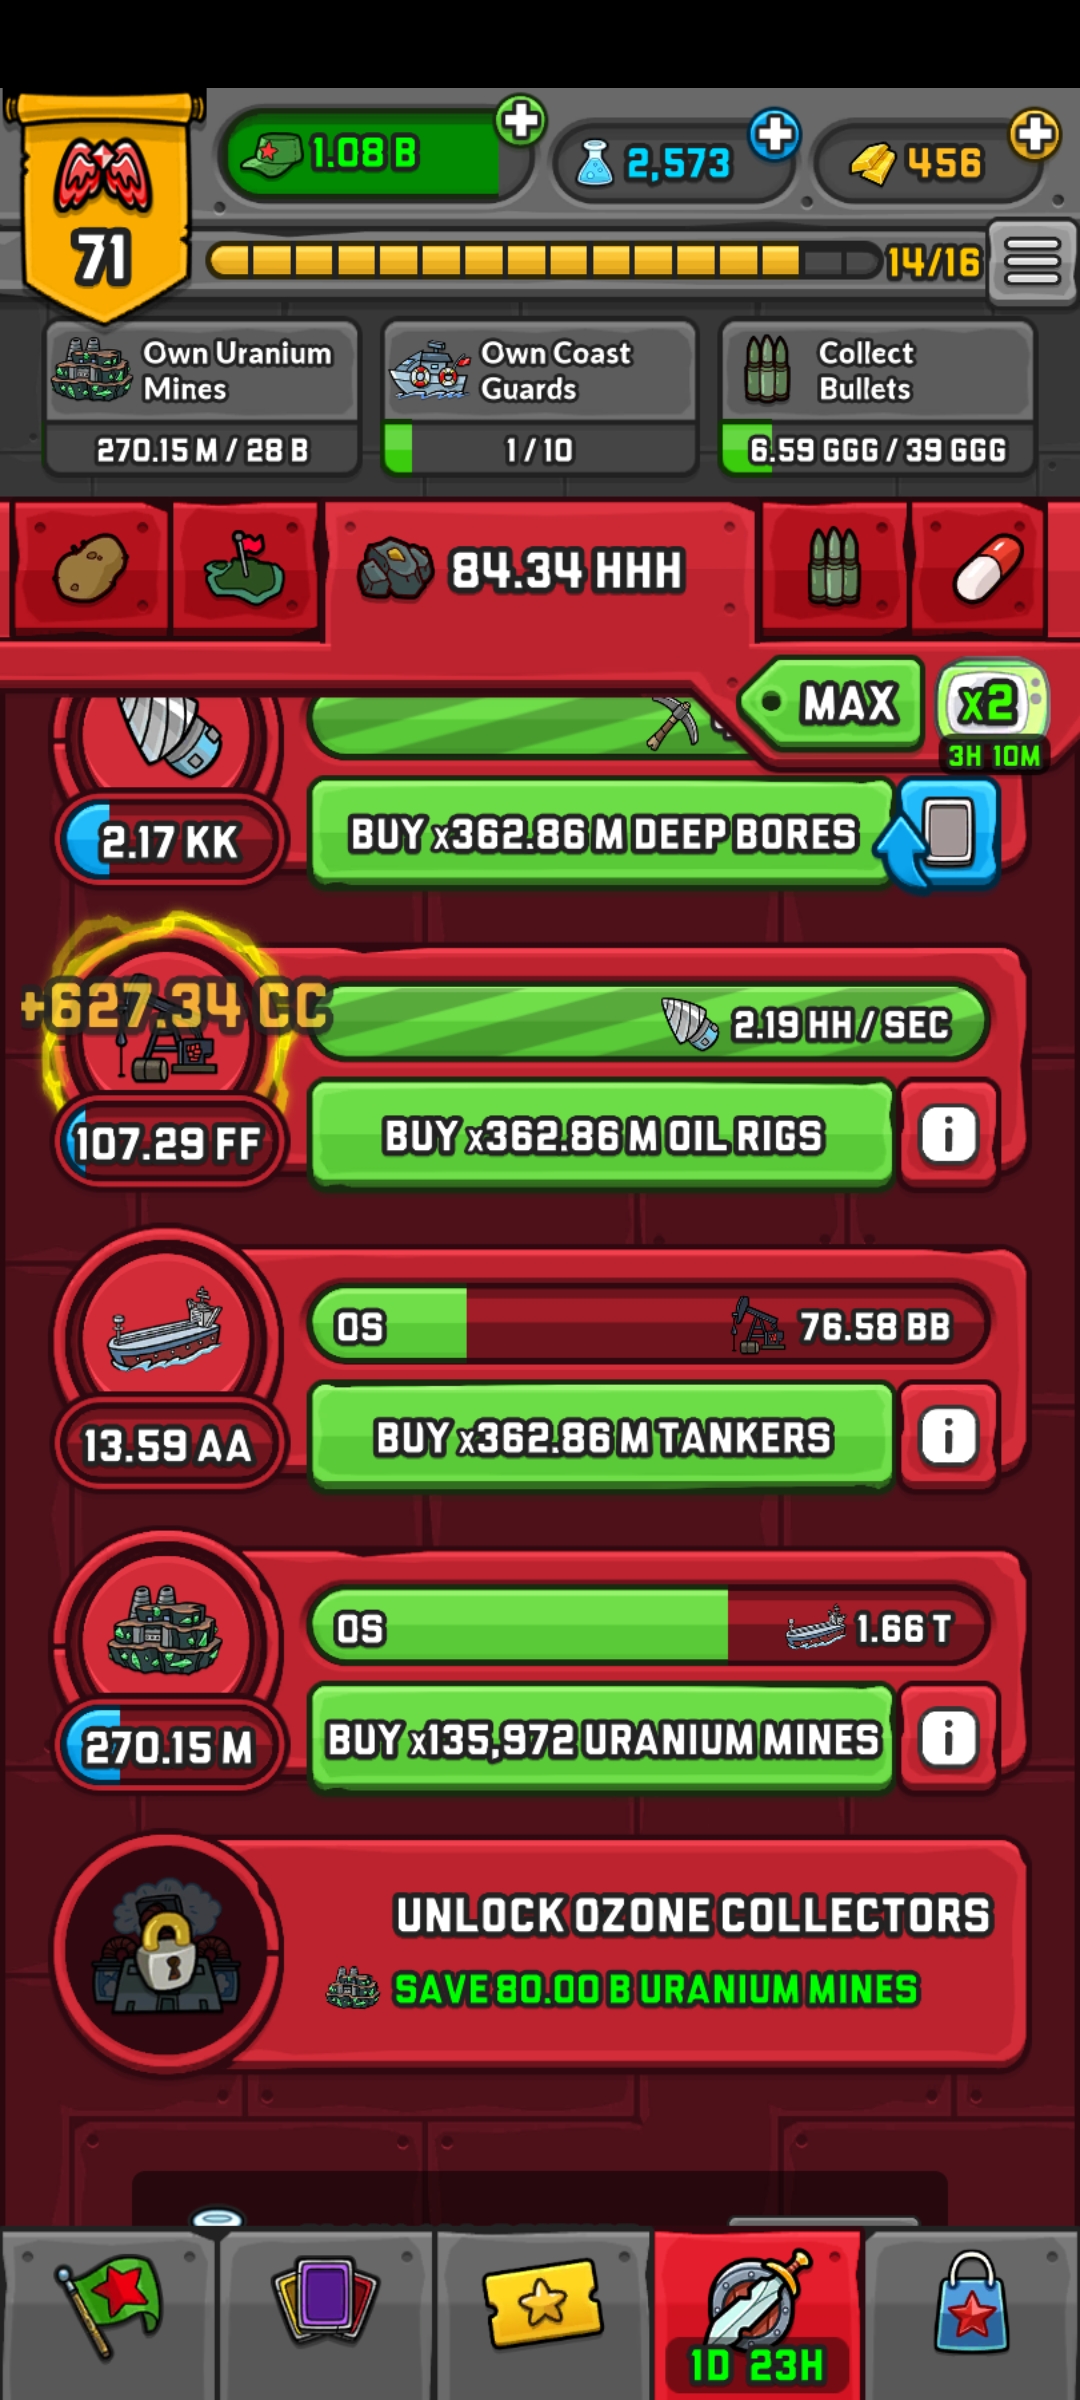 1.08 B
2,573
456
71
14/16
Own Uranium
Mines
270.15 M / 28 B
Own Coast
Guards
1 / 10
Collect
Bullets
6.59 GGG / 39 GGG
84.34 HHH
MAX
x2
3H 10M
2.17 KK
BUY x362.86 M DEEP BORES
+627.34 CC
2.19 HH / SEC
107.29 FF
BUY x362.86 M OIL RIGS
i
0S
76.58 BB
13.59 AA
BUY x362.86 M TANKERS
i
0S
1.66 T
270.15 M
BUY x135,972 URANIUM MINES
i
UNLOCK OZONE COLLECTORS
SAVE 80.00 B URANIUM MINES
1D 23H